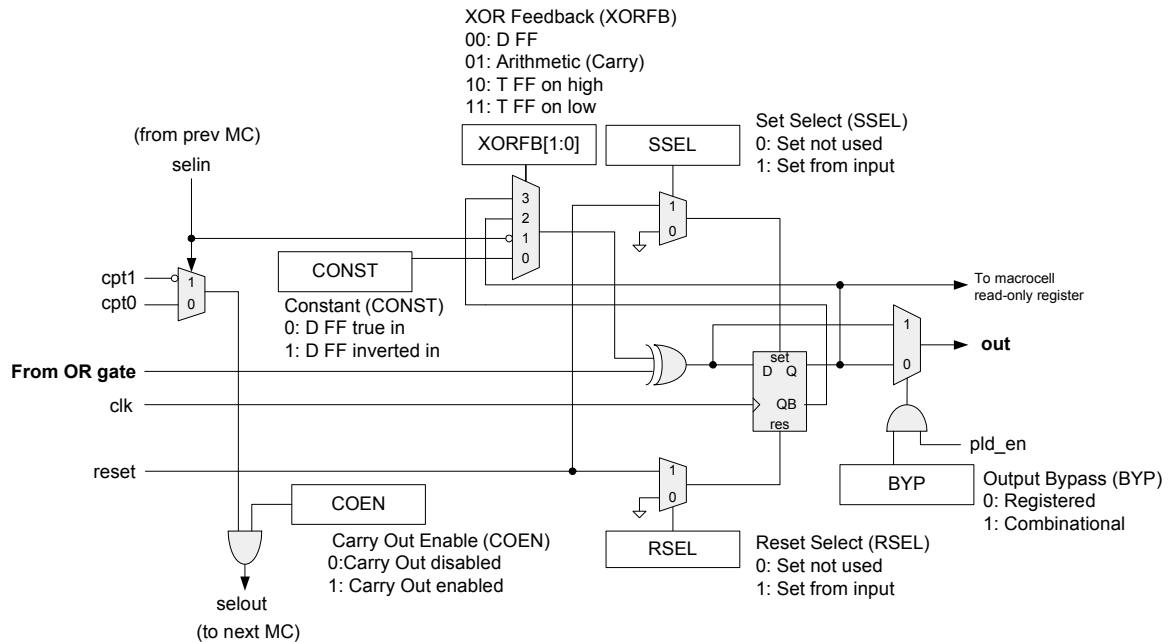 XOR Feedback (XORFB)
00: D FF
01: Arithmetic (Carry)
10: T FF on high
11: T FF on low
Set Select (SSEL)
0: Set not used
1: Set from input
(from prev MC)
selin
XORFB[1:0]
SSEL
3
2
1
0
1
0
CONST
Constant (CONST)
0: D FF true in
1: D FF inverted in
cpt1
cpt0
1
0
To macrocell
read-only register
1
0
out
From OR gate
set
D Q
QB
res
clk
pld_en
reset
1
0
BYP
Output Bypass (BYP)
0: Registered
1: Combinational
COEN
Carry Out Enable (COEN)
0:Carry Out disabled
1: Carry Out enabled
RSEL
Reset Select (RSEL)
0: Set not used
1: Set from input
selout
(to next MC)